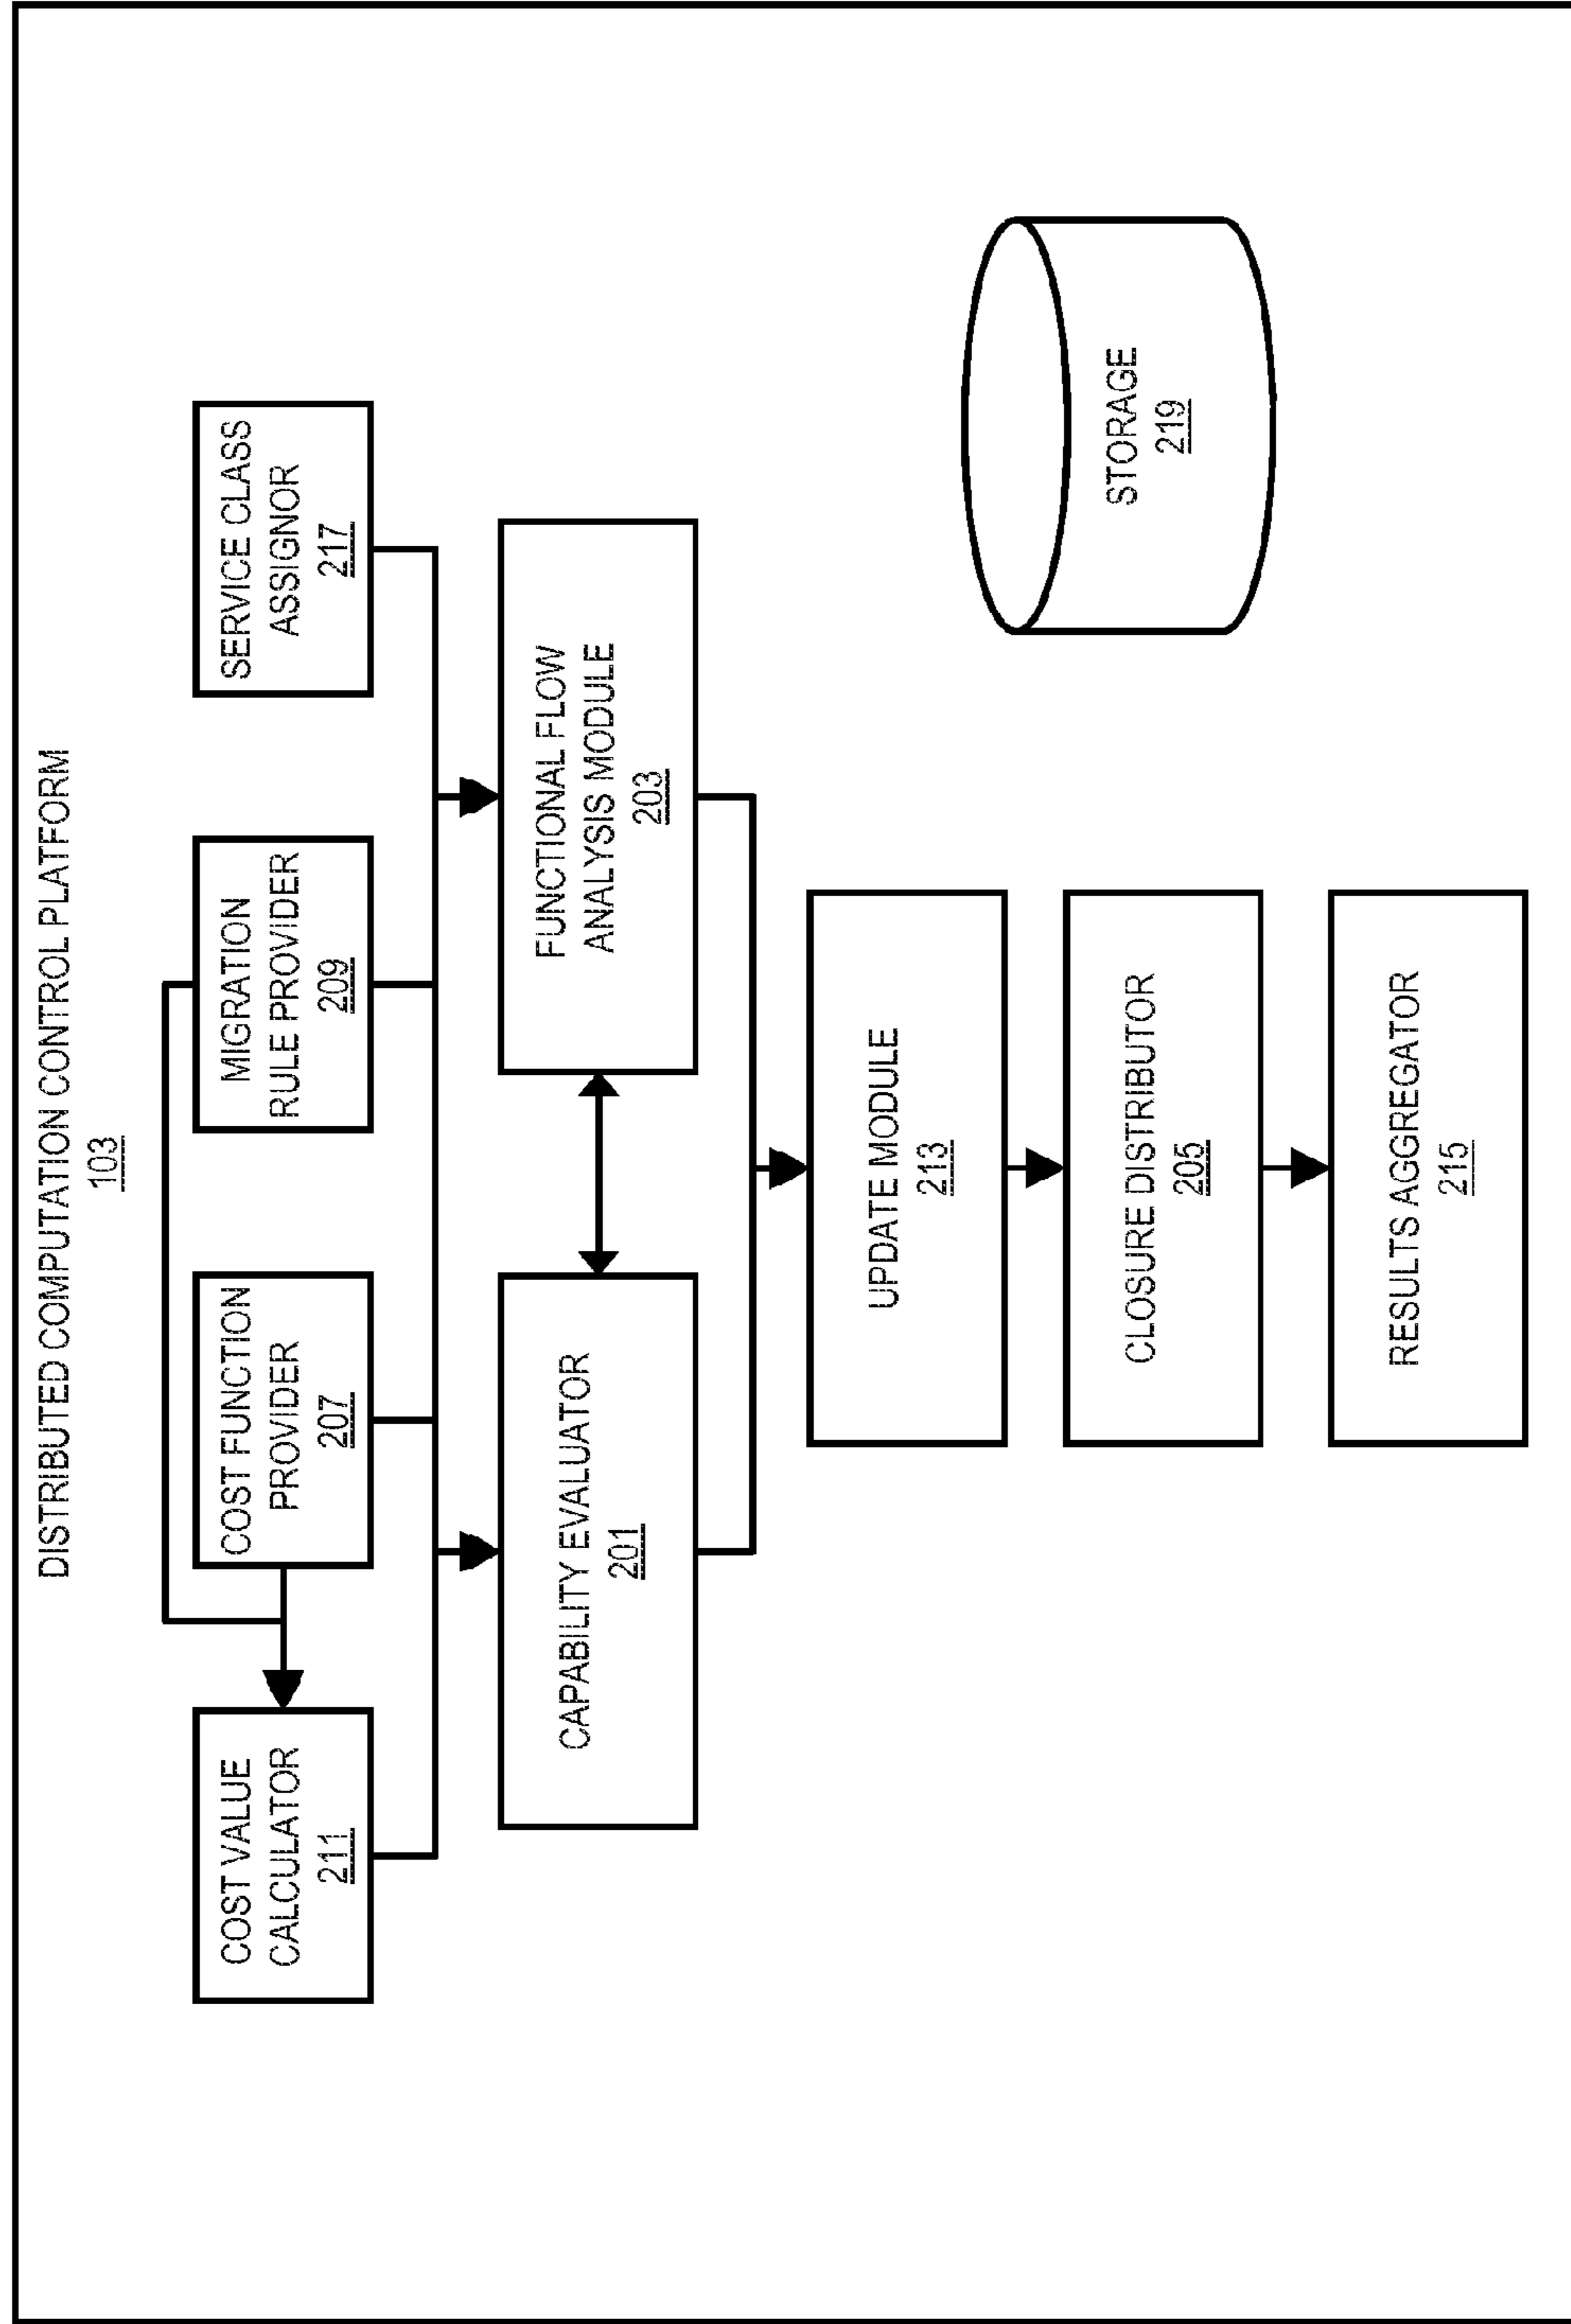 DISTRIBUTED COMPUTATION CONTROL PLATFORM
103
COST VALUE
CALCULATOR
211
COST FUNCTION
PROVIDER
207
MIGRATION
RULE PROVIDER
209
SERVICE CLASS
ASSIGNOR
217
CAPABILITY EVALUATOR
201
FUNCTIONAL FLOW
ANALYSIS MODULE
203
UPDATE MODULE
213
CLOSURE DISTRIBUTOR
205
RESULTS AGGREGATOR
215
STORAGE
219